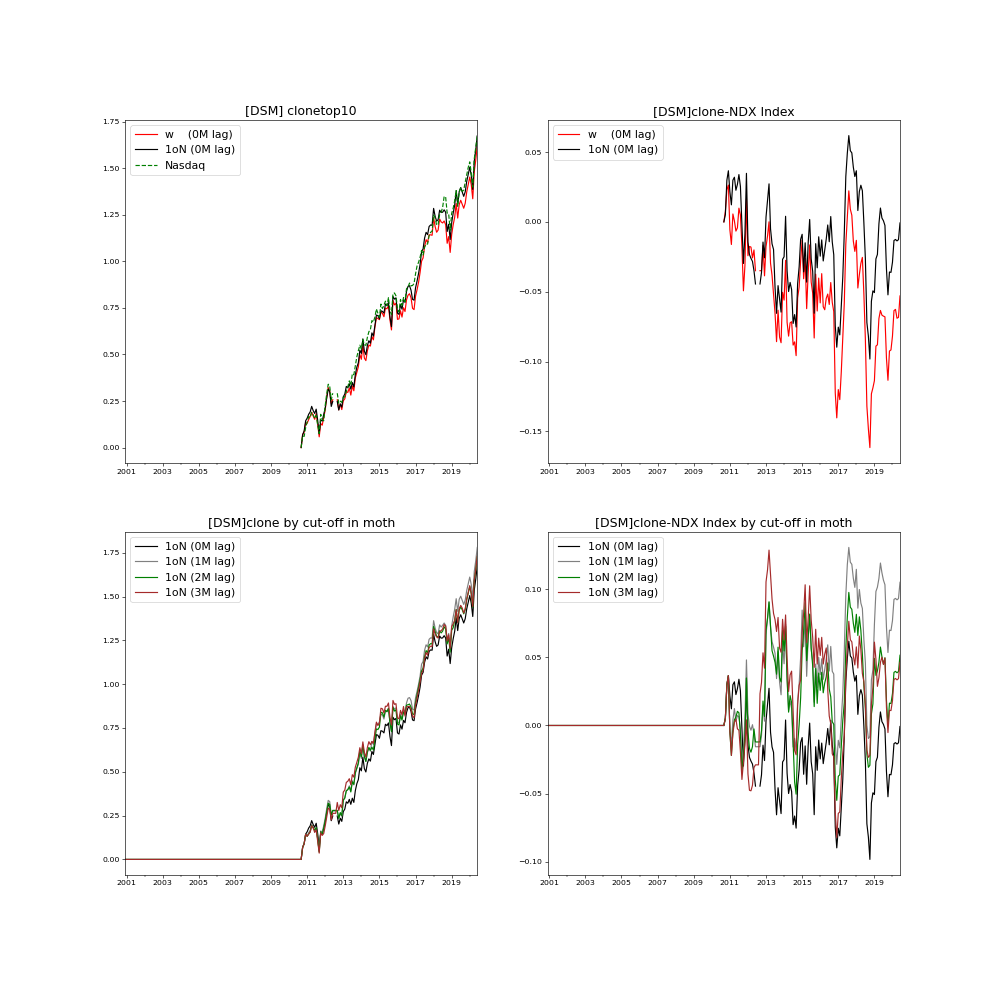 [DSM] clonetop10
1.75
1.50
1.25
1.00
0.75
0.50
0.25
0.00
w    (0M lag)
1oN (0M lag)
Nasdaq
2001 2003 2005 2007 2009 2011 2013 2015 2017 2019
[DSM]clone-NDX Index
0.05
0.00
−0.05
−0.10
−0.15
w    (0M lag)
1oN (0M lag)
2001 2003 2005 2007 2009 2011 2013 2015 2017 2019
[DSM]clone by cut-off in moth
1.75
1.50
1.25
1.00
0.75
0.50
0.25
0.00
1oN (0M lag)
1oN (1M lag)
1oN (2M lag)
1oN (3M lag)
2001 2003 2005 2007 2009 2011 2013 2015 2017 2019
[DSM]clone-NDX Index by cut-off in moth
0.10
0.05
0.00
−0.05
−0.10
1oN (0M lag)
1oN (1M lag)
1oN (2M lag)
1oN (3M lag)
2001 2003 2005 2007 2009 2011 2013 2015 2017 2019